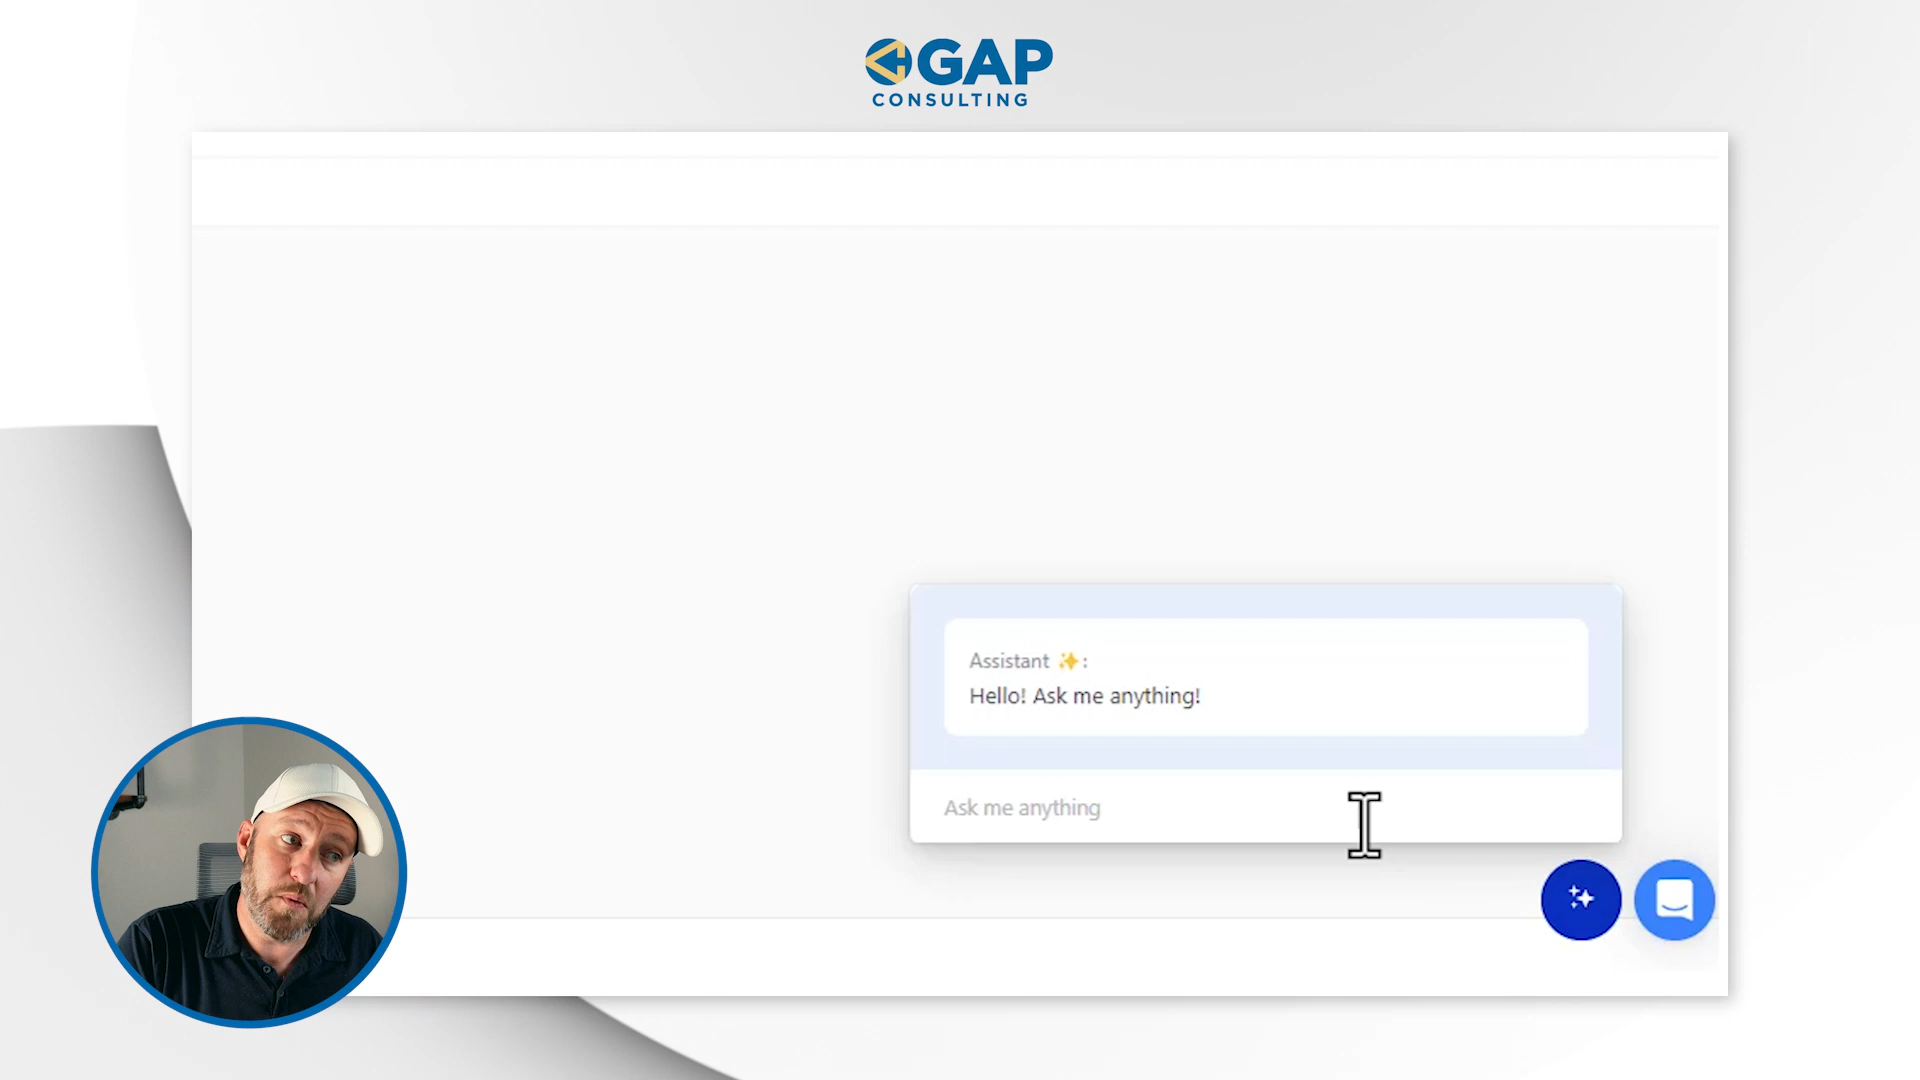 GAP
CONSULTING
Assistant ✨:
Hello! Ask me anything!
Ask me anything